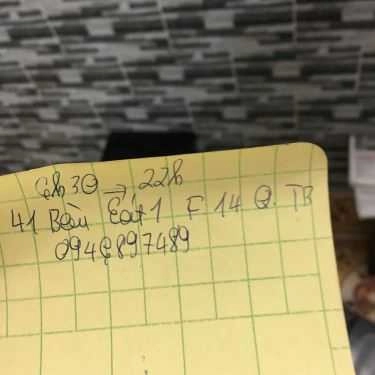 6h30 → 22h
41 Bàu Cát 1 F 14 Q. TB
0946897489